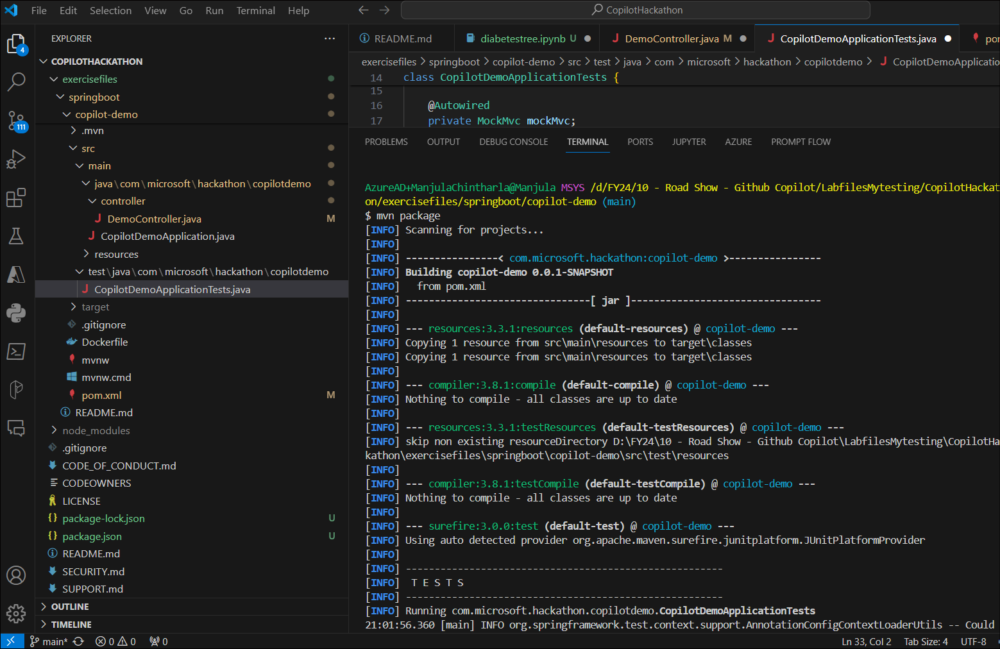 File Edit Selection View Go Run Terminal Help
CopilotHackathon
4
111
EXPLORER
COPILOTHACKATHON
exercisefiles
springboot
copilot-demo
.mvn
src
main
java\com\microsoft\hackathon\copilotdemo
controller
DemoController.java M
CopilotDemoApplication.java
resources
test\java\com\microsoft\hackathon\copilotdemo
CopilotDemoApplicationTests.java
target
.gitignore
Dockerfile
mvnw
mvnw.cmd
pom.xml M
README.md
node_modules
.gitignore
CODE_OF_CONDUCT.md
CODEOWNERS
LICENSE
package-lock.json U
package.json U
README.md
SECURITY.md
SUPPORT.md
OUTLINE
TIMELINE
README.md diabetestree.ipynb U DemoController.java M CopilotDemoApplicationTests.java por
exercisefiles > springboot > copilot-demo > src > test > java > com > microsoft > hackathon > copilotdemo > CopilotDemoApplicatio
14 class CopilotDemoApplicationTests {
15
16 @Autowired
17 private MockMvc mockMvc;
PROBLEMS OUTPUT DEBUG CONSOLE TERMINAL PORTS JUPYTER AZURE PROMPT FLOW
AzureAD+ManjulaChintharla@Manjula MSYS /d/FY24/10 - Road Show - Github Copilot/LabfilesMytesting/CopilotHackat
on/exercisefiles/springboot/copilot-demo (main)
$ mvn package
[INFO] Scanning for projects...
[INFO]
[INFO] ----------------< com.microsoft.hackathon:copilot-demo >----------------
[INFO] Building copilot-demo 0.0.1-SNAPSHOT
[INFO]   from pom.xml
[INFO] --------------------------------[ jar ]---------------------------------
[INFO]
[INFO] --- resources:3.3.1:resources (default-resources) @ copilot-demo ---
[INFO] Copying 1 resource from src\main\resources to target\classes
[INFO] Copying 1 resource from src\main\resources to target\classes
[INFO]
[INFO] --- compiler:3.8.1:compile (default-compile) @ copilot-demo ---
[INFO] Nothing to compile - all classes are up to date
[INFO]
[INFO] --- resources:3.3.1:testResources (default-testResources) @ copilot-demo ---
[INFO] skip non existing resourceDirectory D:\FY24\10 - Road Show - Github Copilot\LabfilesMytesting\CopilotHa
kathon\exercisefiles\springboot\copilot-demo\src\test\resources
[INFO]
[INFO] --- compiler:3.8.1:testCompile (default-testCompile) @ copilot-demo ---
[INFO] Nothing to compile - all classes are up to date
[INFO]
[INFO] --- surefire:3.0.0:test (default-test) @ copilot-demo ---
[INFO] Using auto detected provider org.apache.maven.surefire.junitplatform.JUnitPlatformProvider
[INFO]
[INFO] -------------------------------------------------------
[INFO]  T E S T S
[INFO] -------------------------------------------------------
[INFO] Running com.microsoft.hackathon.copilotdemo.CopilotDemoApplicationTests
21:01:56.360 [main] INFO org.springframework.test.context.support.AnnotationConfigContextLoaderUtils -- Could
main* 0 0 0 Ln 33, Col 2 Tab Size: 4 UTF-8